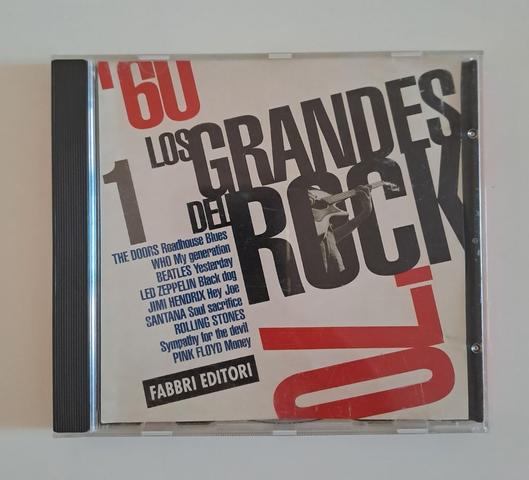 '60
LOS GRANDES
1
DEL ROCK
THE DOORS Roadhouse Blues
WHO My generation
BEATLES Yesterday
LED ZEPPELIN Black dog
JIMI HENDRIX Hey Joe
SANTANA Soul sacrifice
ROLLING STONES
Sympathy for the devil
PINK FLOYD Money
FABBRI EDITORI
'70